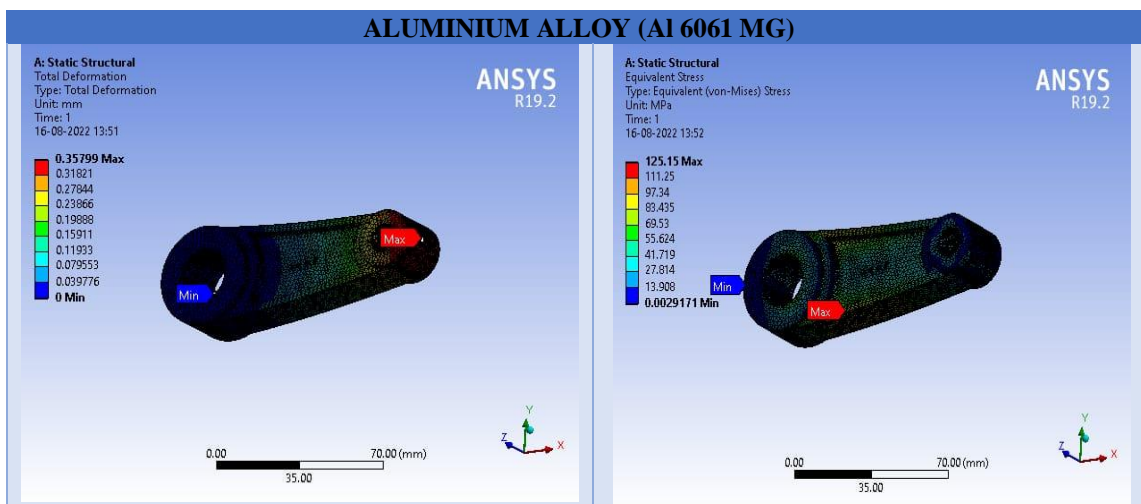 ALUMINIUM ALLOY (Al 6061 MG)
A: Static Structural
Total Deformation
Type: Total Deformation
Unit: mm
Time: 1
16-08-2022 13:51
ANSYS
R19.2
0.35799 Max
0.31821
0.27844
0.23866
0.19888
0.15911
0.11933
0.079553
0.039776
0 Min
Max
Min
Y
Z
X
0.00
70.00 (mm)
35.00
A: Static Structural
Equivalent Stress
Type: Equivalent (von-Mises) Stress
Unit: MPa
Time: 1
16-08-2022 13:52
ANSYS
R19.2
125.15 Max
111.25
97.34
83.435
69.53
55.624
41.719
27.814
13.908
0.0029171 Min
Min
Max
Y
Z
X
0.00
70.00 (mm)
35.00